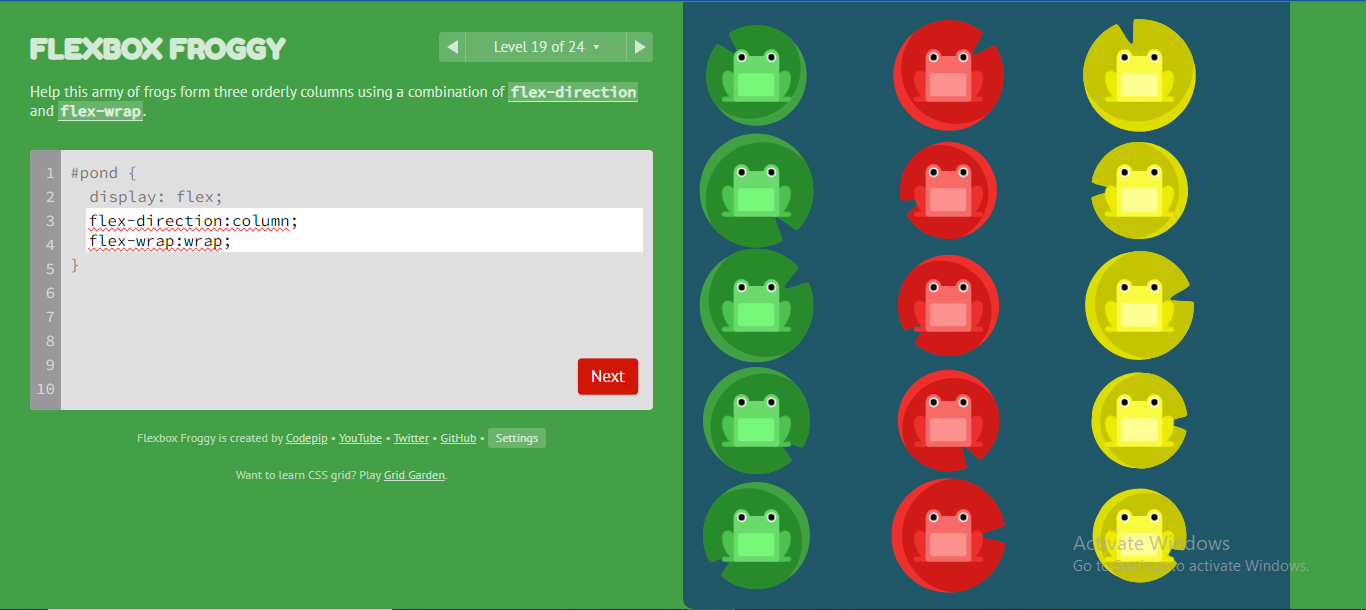 FLEXBOX FROGGY
Level 19 of 24
Help this army of frogs form three orderly columns using a combination of flex-direction
and flex-wrap.
1 #pond {
2 display: flex;
3 flex-direction:column;
4 flex-wrap:wrap;
5 }
6
7
8
9
10
Next
Flexbox Froggy is created by Codepip • YouTube • Twitter • GitHub • Settings
Want to learn CSS grid? Play Grid Garden.
Activate Windows
Go to Settings to activate Windows.